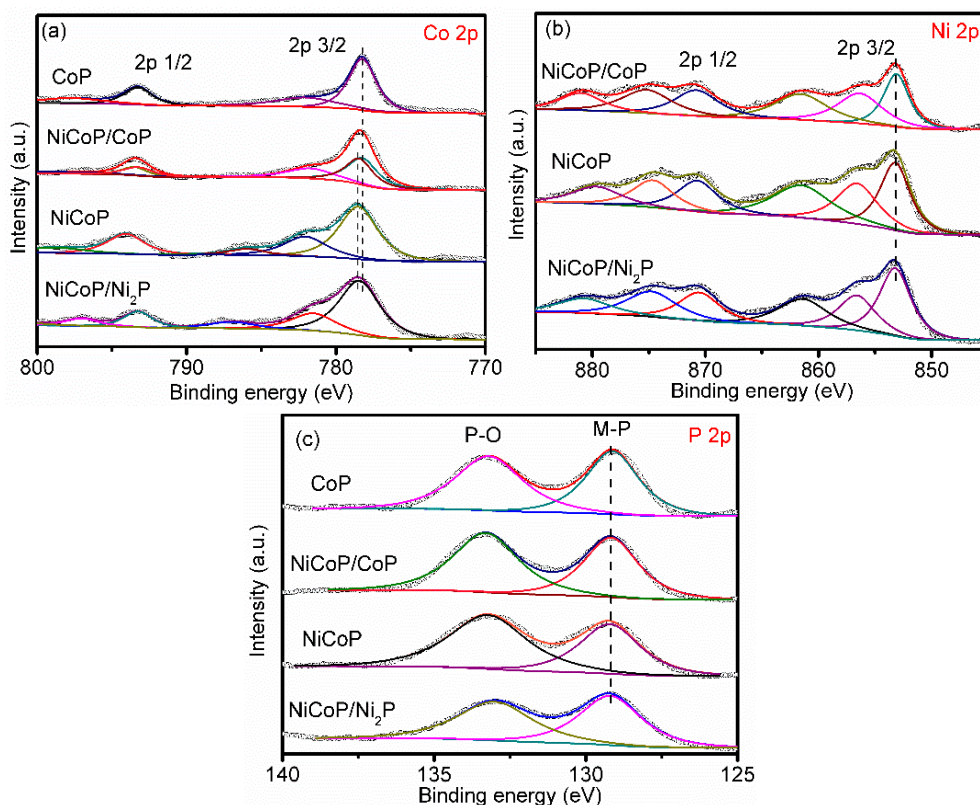 (a)
Co 2p
2p 1/2
2p 3/2
CoP
NiCoP/CoP
NiCoP
NiCoP/Ni₂P
Intensity (a.u.)
800
790
780
770
Binding energy (eV)
(b)
Ni 2p
2p 1/2
2p 3/2
NiCoP/CoP
NiCoP
NiCoP/Ni₂P
Intensity (a.u.)
880
870
860
850
Binding energy (eV)
(c)
P-O
M-P
P 2p
CoP
NiCoP/CoP
NiCoP
NiCoP/Ni₂P
Intensity (a.u.)
140
135
130
125
Binding energy (eV)